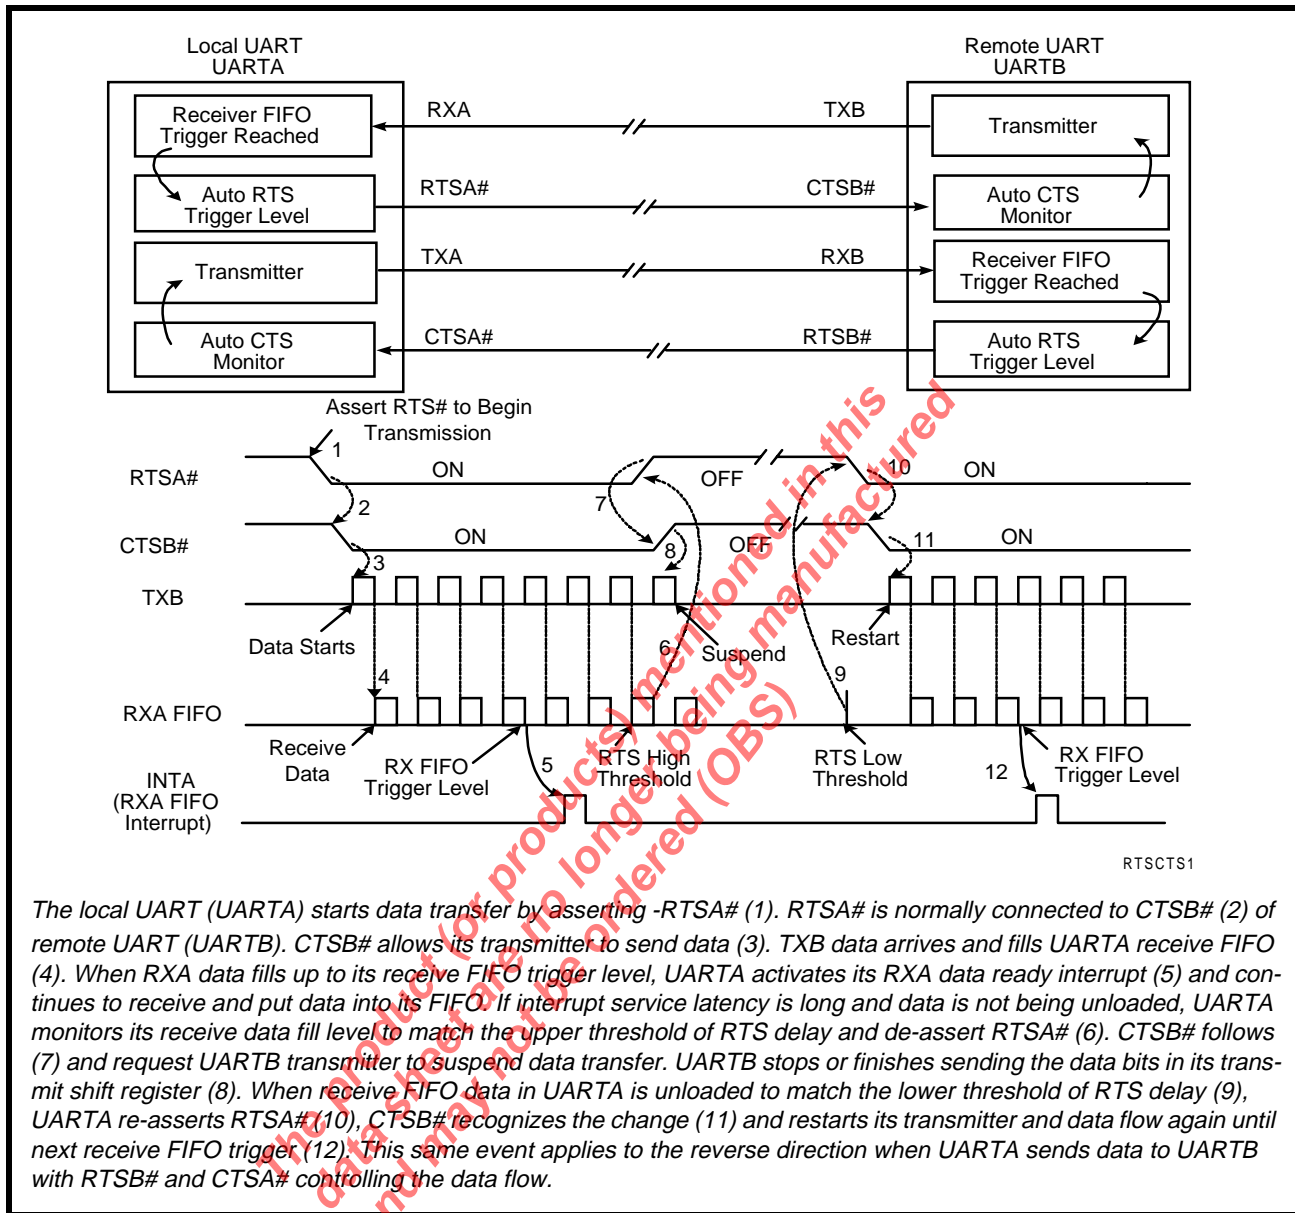 Local UART
UARTA
Remote UART
UARTB
Receiver FIFO
Trigger Reached
RXA
TXB
Transmitter
Auto RTS
Trigger Level
RTSA#
CTSB#
Auto CTS
Monitor
Transmitter
TXA
RXB
Receiver FIFO
Trigger Reached
Auto CTS
Monitor
CTSA#
RTSB#
Auto RTS
Trigger Level
Assert RTS# to Begin
Transmission
1
RTSA#
ON
OFF
10
ON
2
7
CTSB#
ON
8
OFF
11
ON
3
TXB
Data Starts
Suspend
Restart
4
6
9
RXA FIFO
Receive
Data
RX FIFO
Trigger Level
5
RTS High
Threshold
RTS Low
Threshold
12
RX FIFO
Trigger Level
INTA
(RXA FIFO
Interrupt)
RTSCTS1
The local UART (UARTA) starts data transfer by asserting -RTSA# (1). RTSA# is normally connected to CTSB# (2) of
remote UART (UARTB). CTSB# allows its transmitter to send data (3). TXB data arrives and fills UARTA receive FIFO
(4). When RXA data fills up to its receive FIFO trigger level, UARTA activates its RXA data ready interrupt (5) and con-
tinues to receive and put data into its FIFO. If interrupt service latency is long and data is not being unloaded, UARTA
monitors its receive data fill level to match the upper threshold of RTS delay and de-assert RTSA# (6). CTSB# follows
(7) and request UARTB transmitter to suspend data transfer. UARTB stops or finishes sending the data bits in its trans-
mit shift register (8). When receive FIFO data in UARTA is unloaded to match the lower threshold of RTS delay (9),
UARTA re-asserts RTSA# (10), CTSB# recognizes the change (11) and restarts its transmitter and data flow again until
next receive FIFO trigger (12). This same event applies to the reverse direction when UARTA sends data to UARTB
with RTSB# and CTSA# controlling the data flow.
The product (or products) mentioned in this
data sheet are no longer being manufactured
nd may not be ordered (OBS)